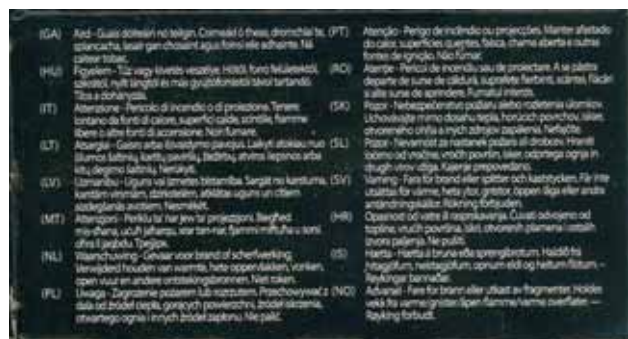 (GA) Aird - Guais dóiteáin nó teilgin. Coimeád ó theas, dromchlaí te,
splancacha, lasair gan chosaint agus foinsí eile adhainte. Ná
caitear tobac.
(HU) Figyelem - Tűz vagy kivetés veszélye. Hőtől, forró felületektől,
szikrától, nyílt lángtól és más gyújtóforrástól távol tartandó.
Tilos a dohányzás.
(IT) Attenzione - Pericolo di incendio o di proiezione. Tenere
lontano da fonti di calore, superfici calde, scintille, fiamme
libere o altre fonti di accensione. Non fumare.
(LT) Atsargiai - Gaisro arba išsvaidymo pavojus. Laikyti atokiau nuo
šilumos šaltinių, karštų paviršių, žiežirbų, atviros liepsnos arba
kitų degimo šaltinių. Nerūkyti.
(LV) Uzmanību - Uguns vai izmetes bīstamība. Sargāt no karstuma,
karstām virsmām, dzirkstelēm, atklātas uguns un citiem
aizdegšanās avotiem. Nesmēķēt.
(MT) Attenzjoni - Periklu ta' nar jew ta' projezzjoni. Biegħed
mis-sħana, uċuħ jaħarqu, xrar tan-nar, fjammi miftuħa u sorsi
oħra li jaqbdu. Tpejjipx.
(NL) Waarschuwing - Gevaar voor brand of scherfwerking.
Verwijderd houden van warmte, hete oppervlakken, vonken,
open vuur en andere ontstekingsbronnen. Niet roken.
(PL) Uwaga - Zagrożenie pożarem lub rozrzutem. Przechowywać z
dala od źródeł ciepła, gorących powierzchni, źródeł iskrzenia,
otwartego ognia i innych źródeł zapłonu. Nie palić.
(PT) Atenção - Perigo de incêndio ou projecções. Manter afastado
do calor, superfícies quentes, faísca, chama aberta e outras
fontes de ignição. Não fumar.
(RO) Atenție - Pericol de incendiu sau de proiectare. A se păstra
departe de surse de căldură, suprafețe fierbinți, scântei, flăcări
și alte surse de aprindere. Fumatul interzis.
(SK) Pozor - Nebezpečenstvo požiaru alebo rozletenia úlomkov.
Uchovávajte mimo dosahu tepla, horúcich povrchov, iskier,
otvoreného ohňa a iných zdrojov zapálenia. Nefajčite.
(SL) Pozor - Nevarnost za nastanek požara ali drobcev. Hraniti
ločeno od vročine, vročih površin, isker, odprtega ognja in
drugih virov vžiga. Kajenje prepovedano.
(SV) Varning - Fara för brand eller splitter och kaststycken. Får inte
utsättas för värme, heta ytor, gnistor, öppen låga eller andra
antändningskällor. Rökning förbjuden.
(HR) Opasnost od vatre ili rasprskavanja. Čuvati odvojeno od
topline, vrućih površina, iskri, otvorenih plamena i ostalih
izvora paljenja. Ne pušiti.
(IS) Hætta - Hætta á bruna eða sprengibrotum. Haldið frá
hitagjöfum, neistagjöfum, opnum eldi og heitum flötum. —
Reykingar bannaðar.
(NO) Advarsel - Fare for brann eller utkast av fragmenter. Holdes
vekk fra varme/gnister/åpen flamme/varme overflater. —
Røyking forbudt.